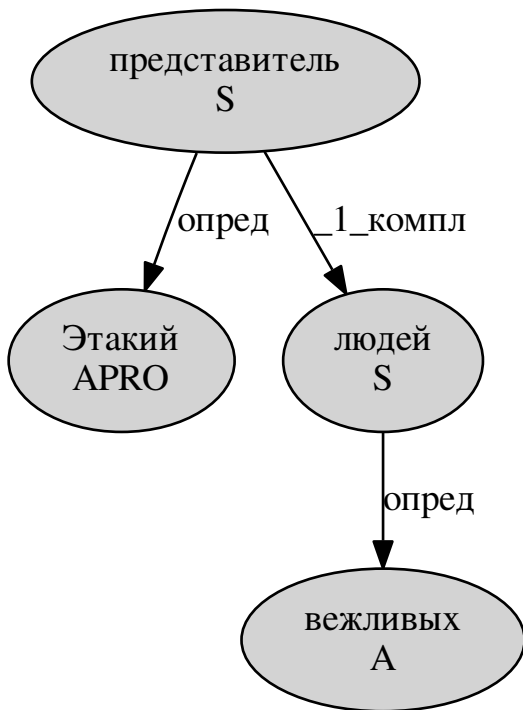 представитель
S
опред
_1_компл
Этакий
APRO
людей
S
опред
вежливых
A